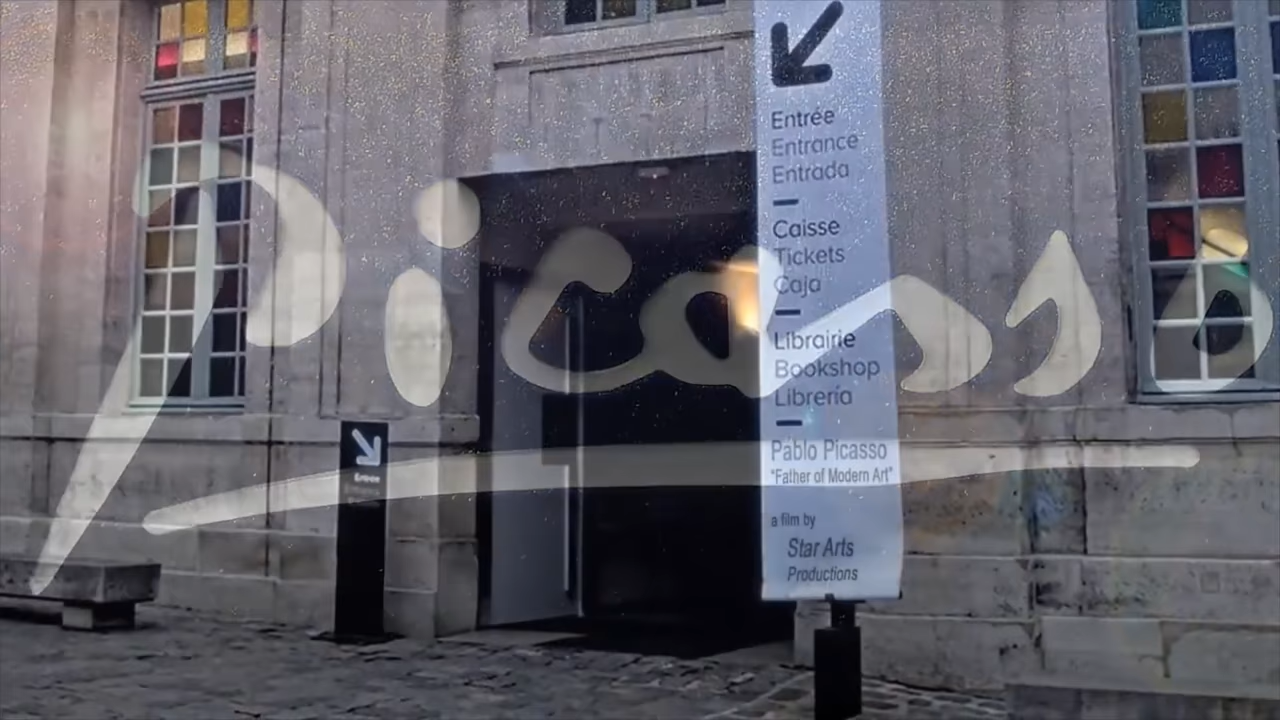 Picasso
Entrée
Entrance
Entrada
Caisse
Tickets
Caja
Librairie
Bookshop
Librería
Pablo Picasso
"Father of Modern Art"
a film by
Star Arts
Productions
Entrée